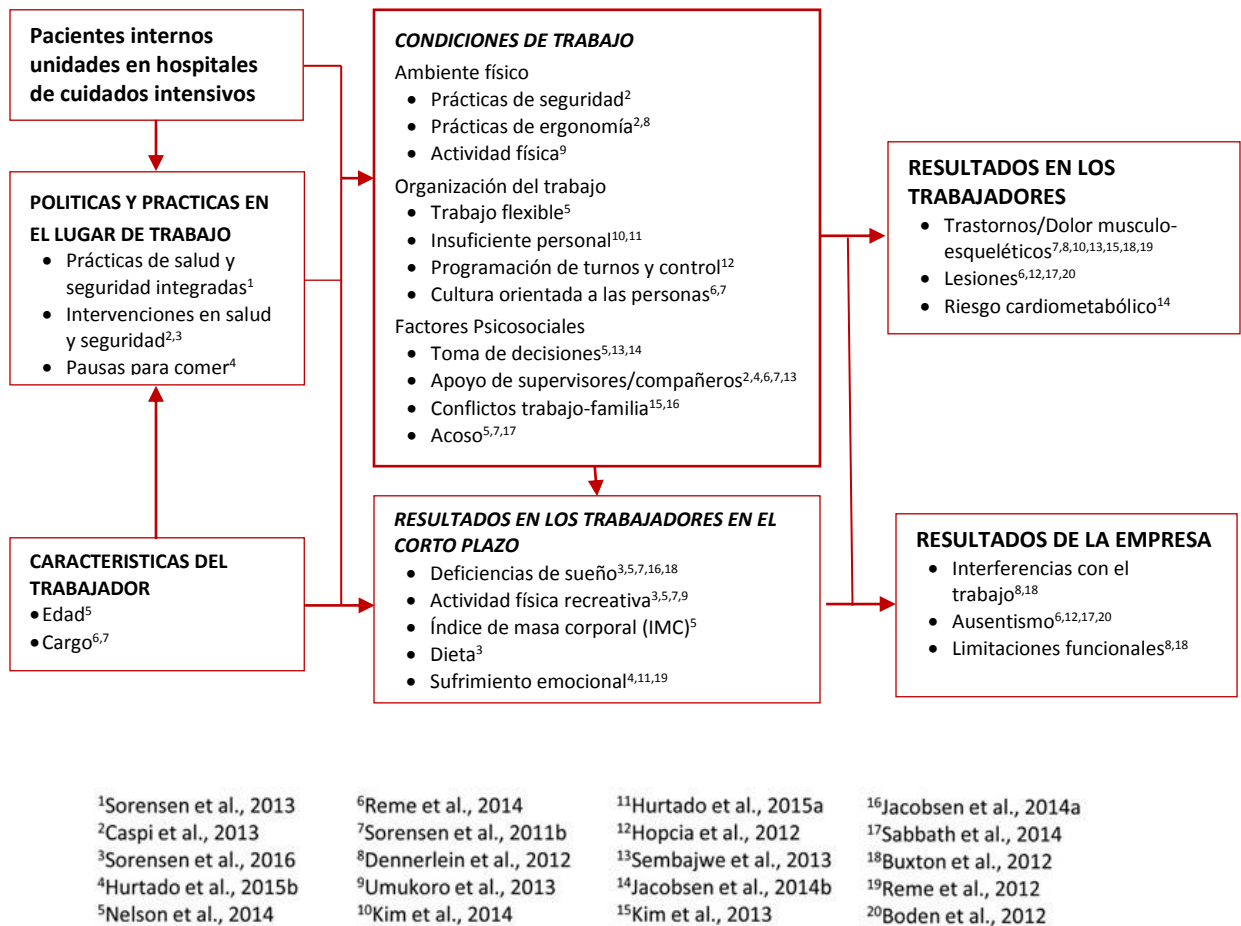 Pacientes internos
unidades en hospitales
de cuidados intensivos
POLITICAS Y PRACTICAS EN
EL LUGAR DE TRABAJO
• Prácticas de salud y
seguridad integradas¹
• Intervenciones en salud
y seguridad²,³
• Pausas para comer⁴
CARACTERISTICAS DEL
TRABAJADOR
• Edad⁵
• Cargo⁶,⁷
CONDICIONES DE TRABAJO
Ambiente físico
• Prácticas de seguridad²
• Prácticas de ergonomía²,⁸
• Actividad física⁹
Organización del trabajo
• Trabajo flexible⁵
• Insuficiente personal¹⁰,¹¹
• Programación de turnos y control¹²
• Cultura orientada a las personas⁶,⁷
Factores Psicosociales
• Toma de decisiones⁵,¹³,¹⁴
• Apoyo de supervisores/compañeros²,⁴,⁶,⁷,¹³
• Conflictos trabajo-familia¹⁵,¹⁶
• Acoso⁵,⁷,¹⁷
RESULTADOS EN LOS TRABAJADORES EN EL
CORTO PLAZO
• Deficiencias de sueño³,⁵,⁷,¹⁶,¹⁸
• Actividad física recreativa³,⁵,⁷,⁹
• Índice de masa corporal (IMC)⁵
• Dieta³
• Sufrimiento emocional⁴,¹¹,¹⁹
RESULTADOS EN LOS
TRABAJADORES
• Trastornos/Dolor musculo-
esqueléticos⁷,⁸,¹⁰,¹³,¹⁵,¹⁸,¹⁹
• Lesiones⁶,¹²,¹⁷,²⁰
• Riesgo cardiometabólico¹⁴
RESULTADOS DE LA EMPRESA
• Interferencias con el
trabajo⁸,¹⁸
• Ausentismo⁶,¹²,¹⁷,²⁰
• Limitaciones funcionales⁸,¹⁸
¹Sorensen et al., 2013
²Caspi et al., 2013
³Sorensen et al., 2016
⁴Hurtado et al., 2015b
⁵Nelson et al., 2014
⁶Reme et al., 2014
⁷Sorensen et al., 2011b
⁸Dennerlein et al., 2012
⁹Umukoro et al., 2013
¹⁰Kim et al., 2014
¹¹Hurtado et al., 2015a
¹²Hopcia et al., 2012
¹³Sembajwe et al., 2013
¹⁴Jacobsen et al., 2014b
¹⁵Kim et al., 2013
¹⁶Jacobsen et al., 2014a
¹⁷Sabbath et al., 2014
¹⁸Buxton et al., 2012
¹⁹Reme et al., 2012
²⁰Boden et al., 2012